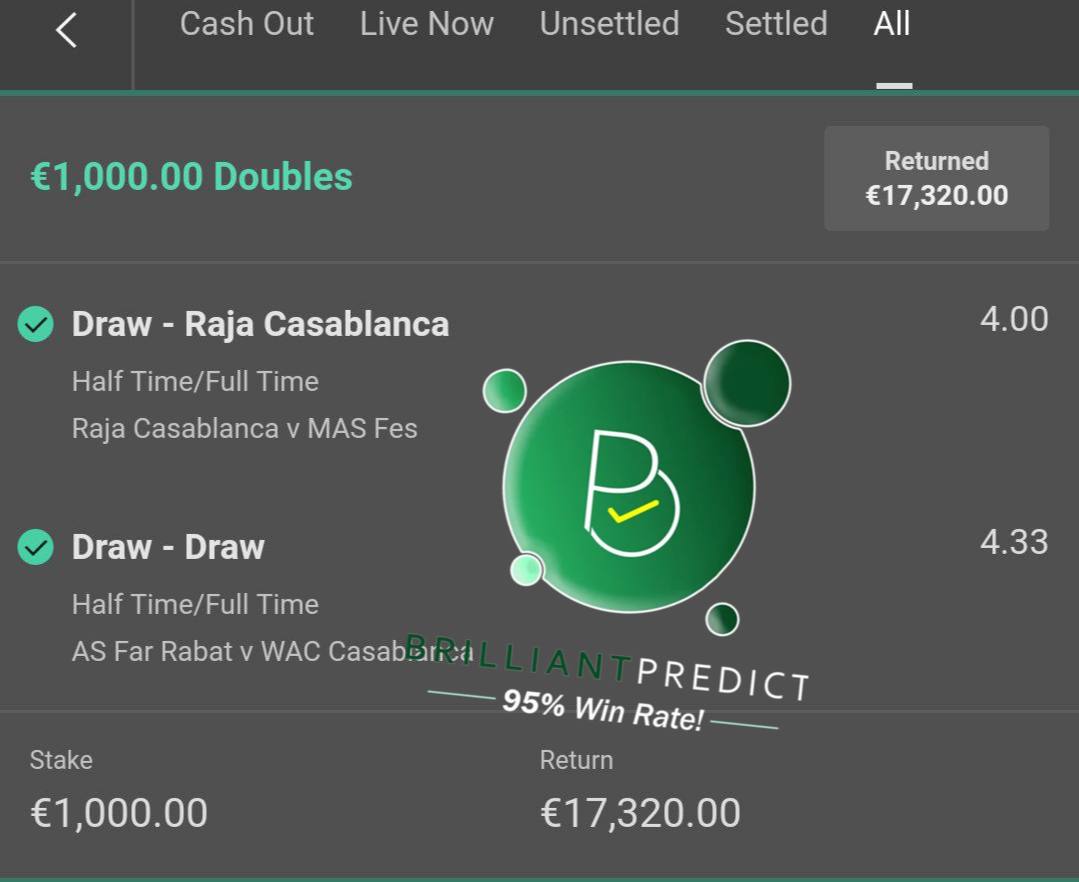 Cash Out Live Now Unsettled Settled All
€1,000.00 Doubles
Returned
€17,320.00
Draw - Raja Casablanca 4.00
Half Time/Full Time
Raja Casablanca v MAS Fes
Draw - Draw 4.33
Half Time/Full Time
AS Far Rabat v WAC Casablanca
BRILLIANTPREDICT
95% Win Rate!
Stake Return
€1,000.00 €17,320.00